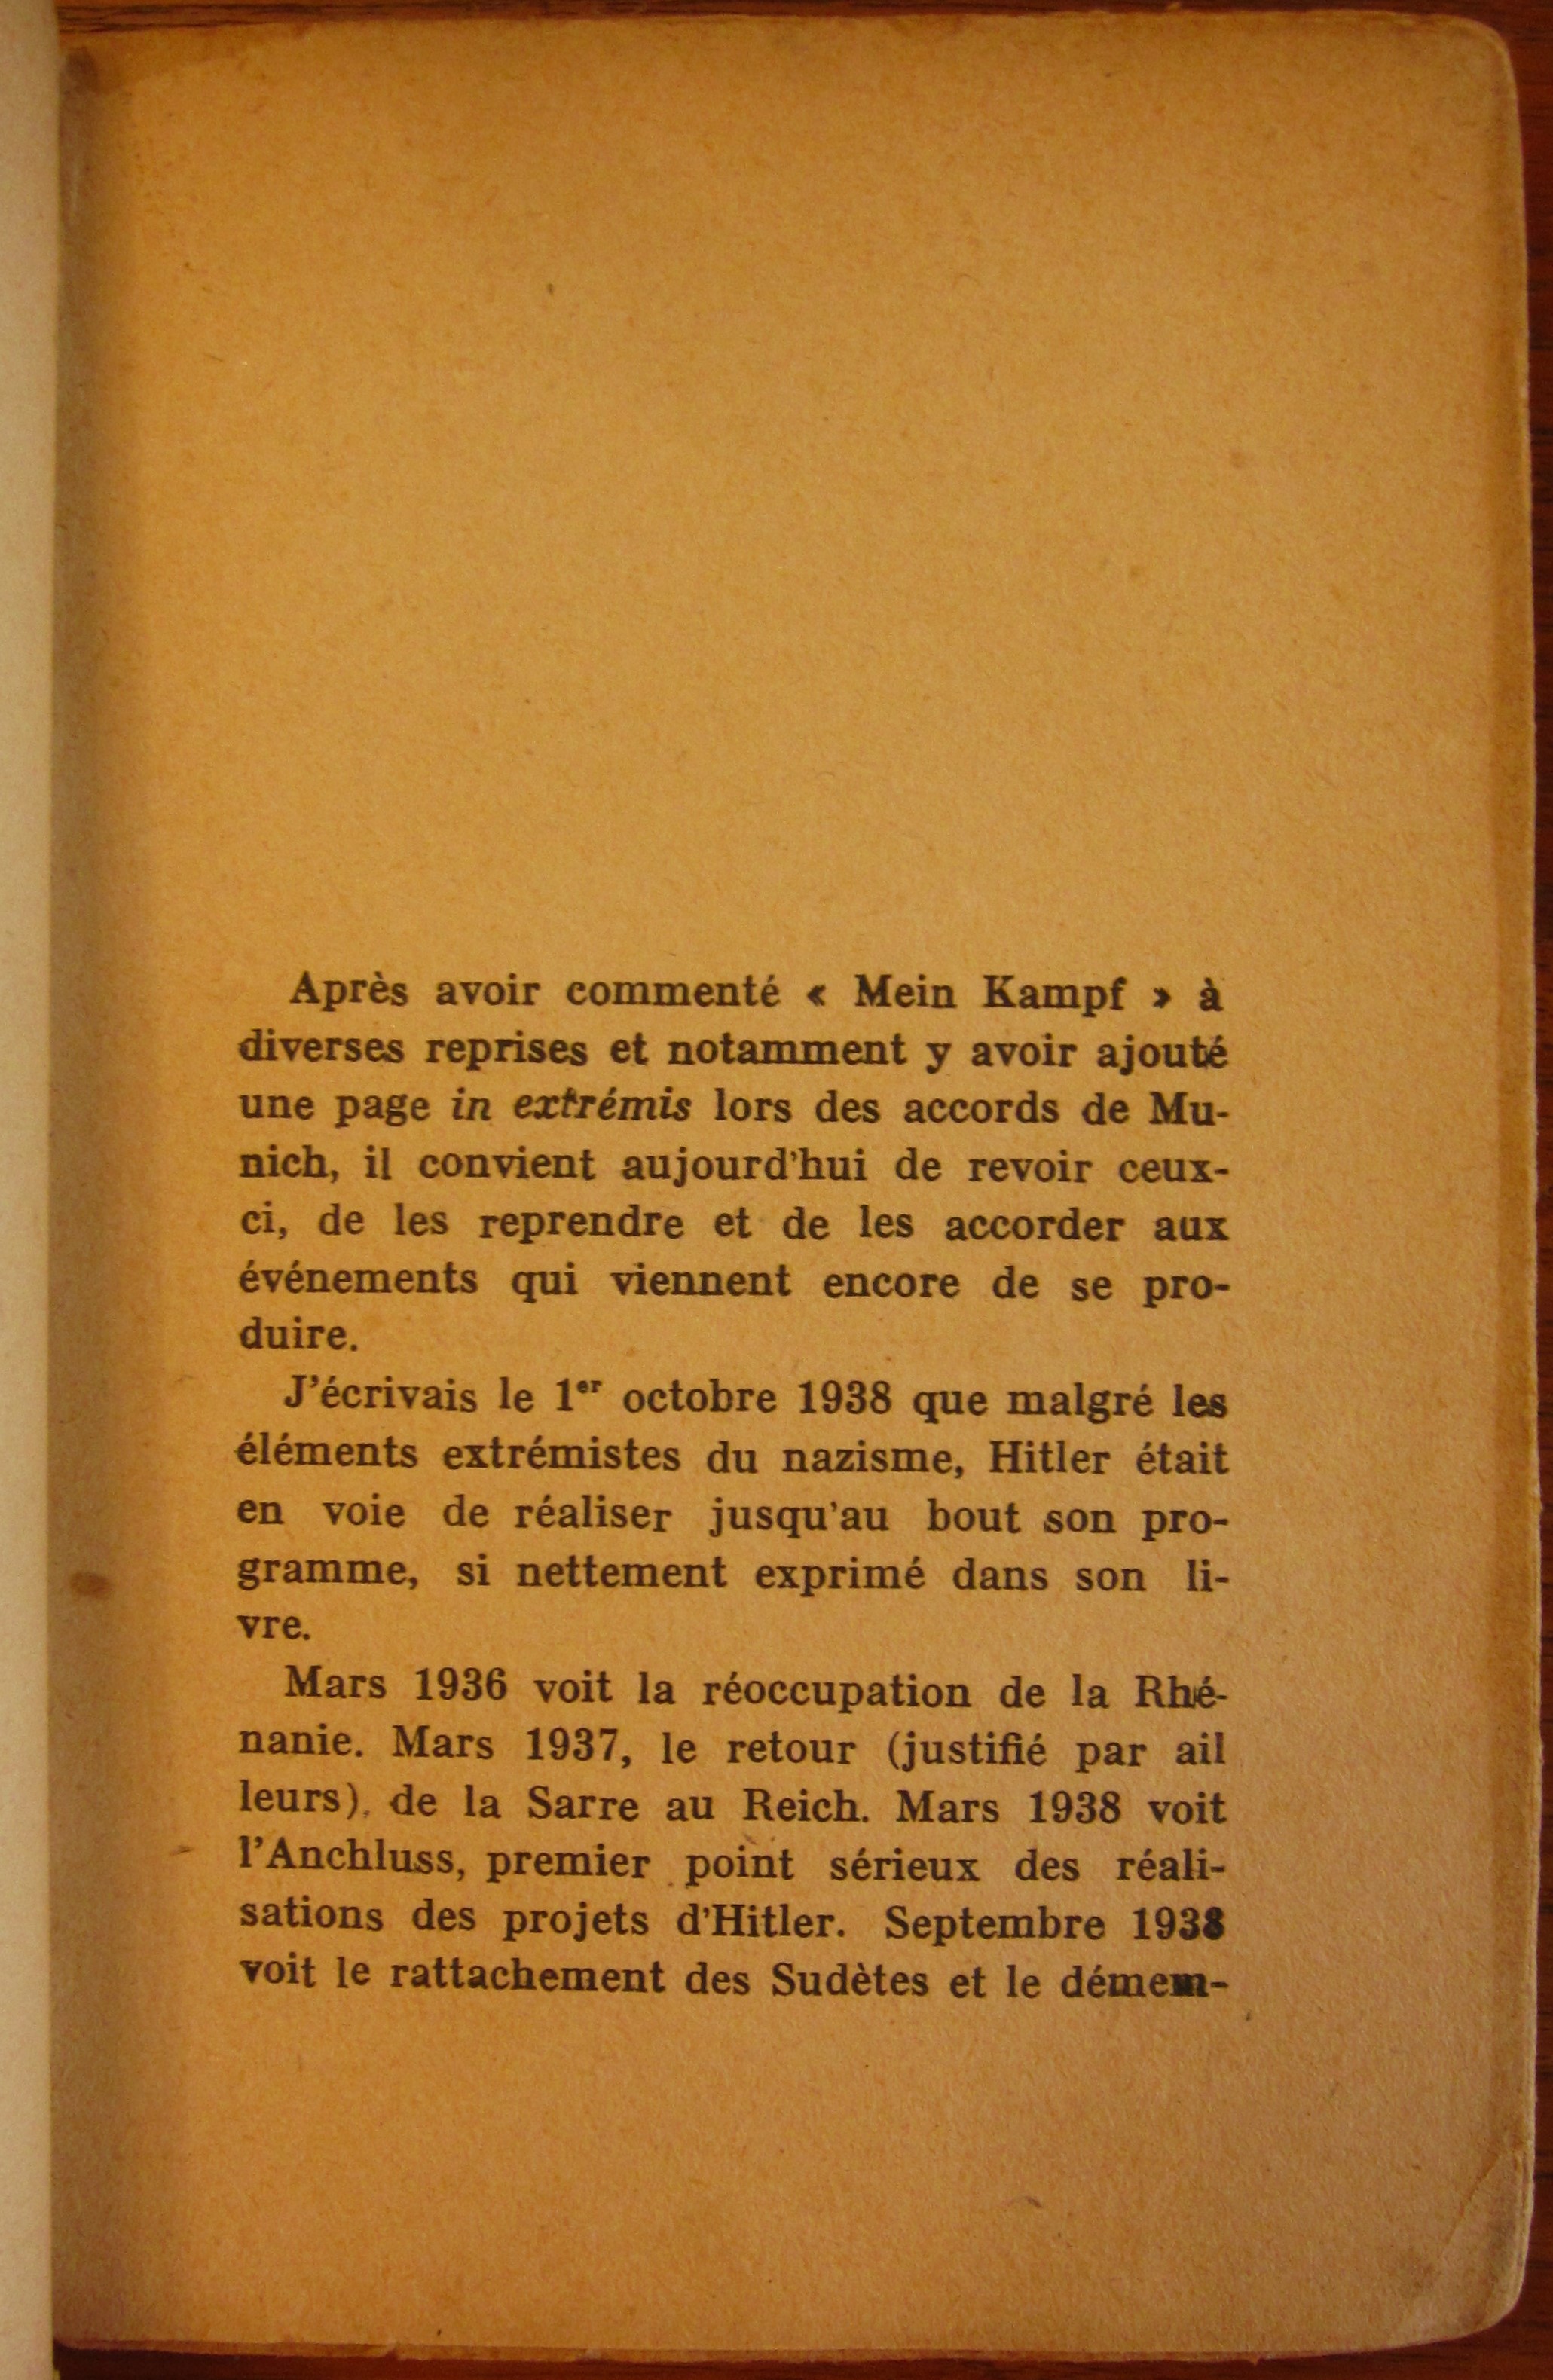 Après avoir commenté « Mein Kampf » à
diverses reprises et notamment y avoir ajouté
une page in extrémis lors des accords de Mu-
nich, il convient aujourd'hui de revoir ceux-
ci, de les reprendre et de les accorder aux
événements qui viennent encore de se pro-
duire.
J'écrivais le 1er octobre 1938 que malgré les
éléments extrémistes du nazisme, Hitler était
en voie de réaliser jusqu'au bout son pro-
gramme, si nettement exprimé dans son li-
vre.
Mars 1936 voit la réoccupation de la Rhé-
nanie. Mars 1937, le retour (justifié par ail
leurs), de la Sarre au Reich. Mars 1938 voit
l'Anchluss, premier point sérieux des réali-
sations des projets d'Hitler. Septembre 1938
voit le rattachement des Sudètes et le démem-